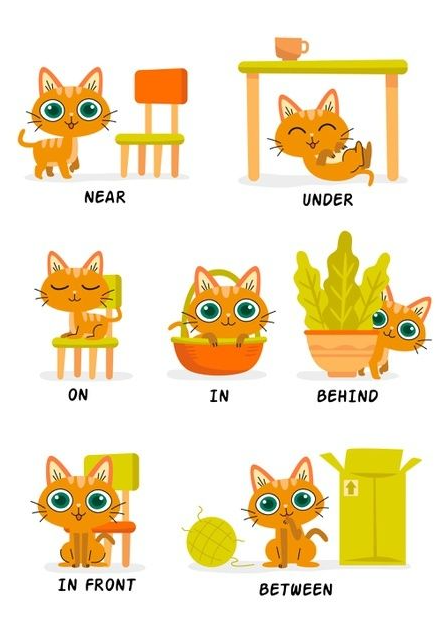 NEAR
UNDER
ON
IN
BEHIND
IN FRONT
BETWEEN